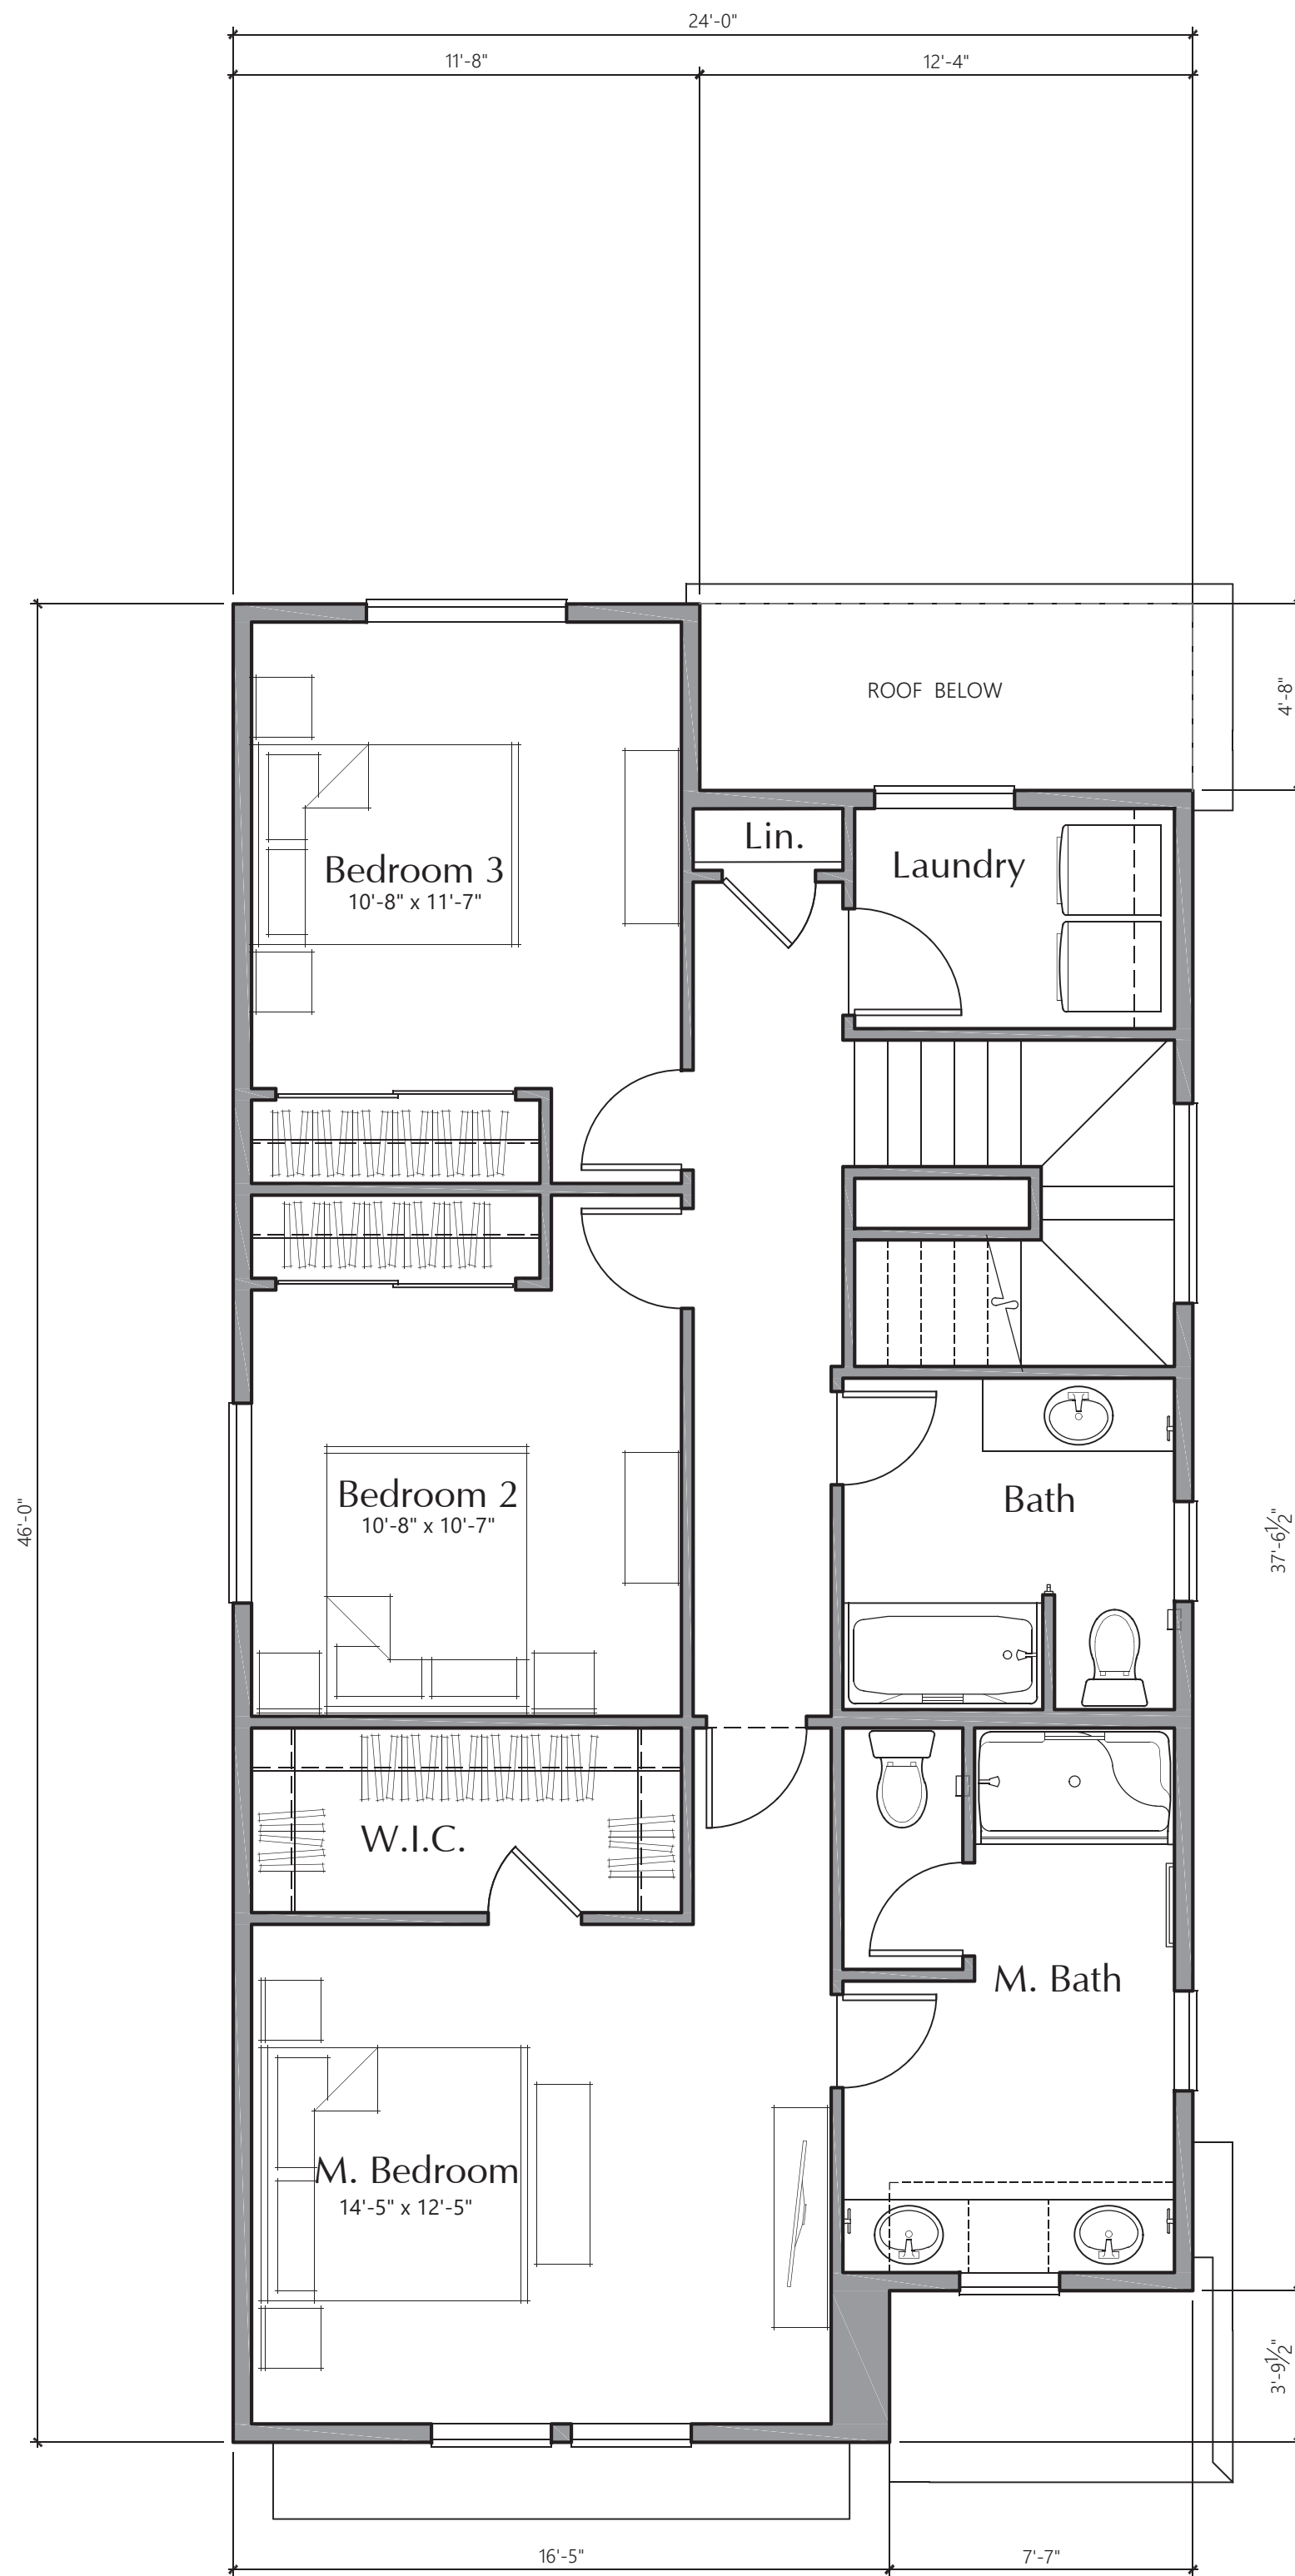 24'-0"
11'-8"
12'-4"
ROOF BELOW
4'-8"
Lin.
Laundry
Bedroom 3
10'-8" x 11'-7"
46'-0"
Bedroom 2
10'-8" x 10'-7"
Bath
37'-6½"
W.I.C.
M. Bath
M. Bedroom
14'-5" x 12'-5"
3'-9½"
16'-5"
7'-7"